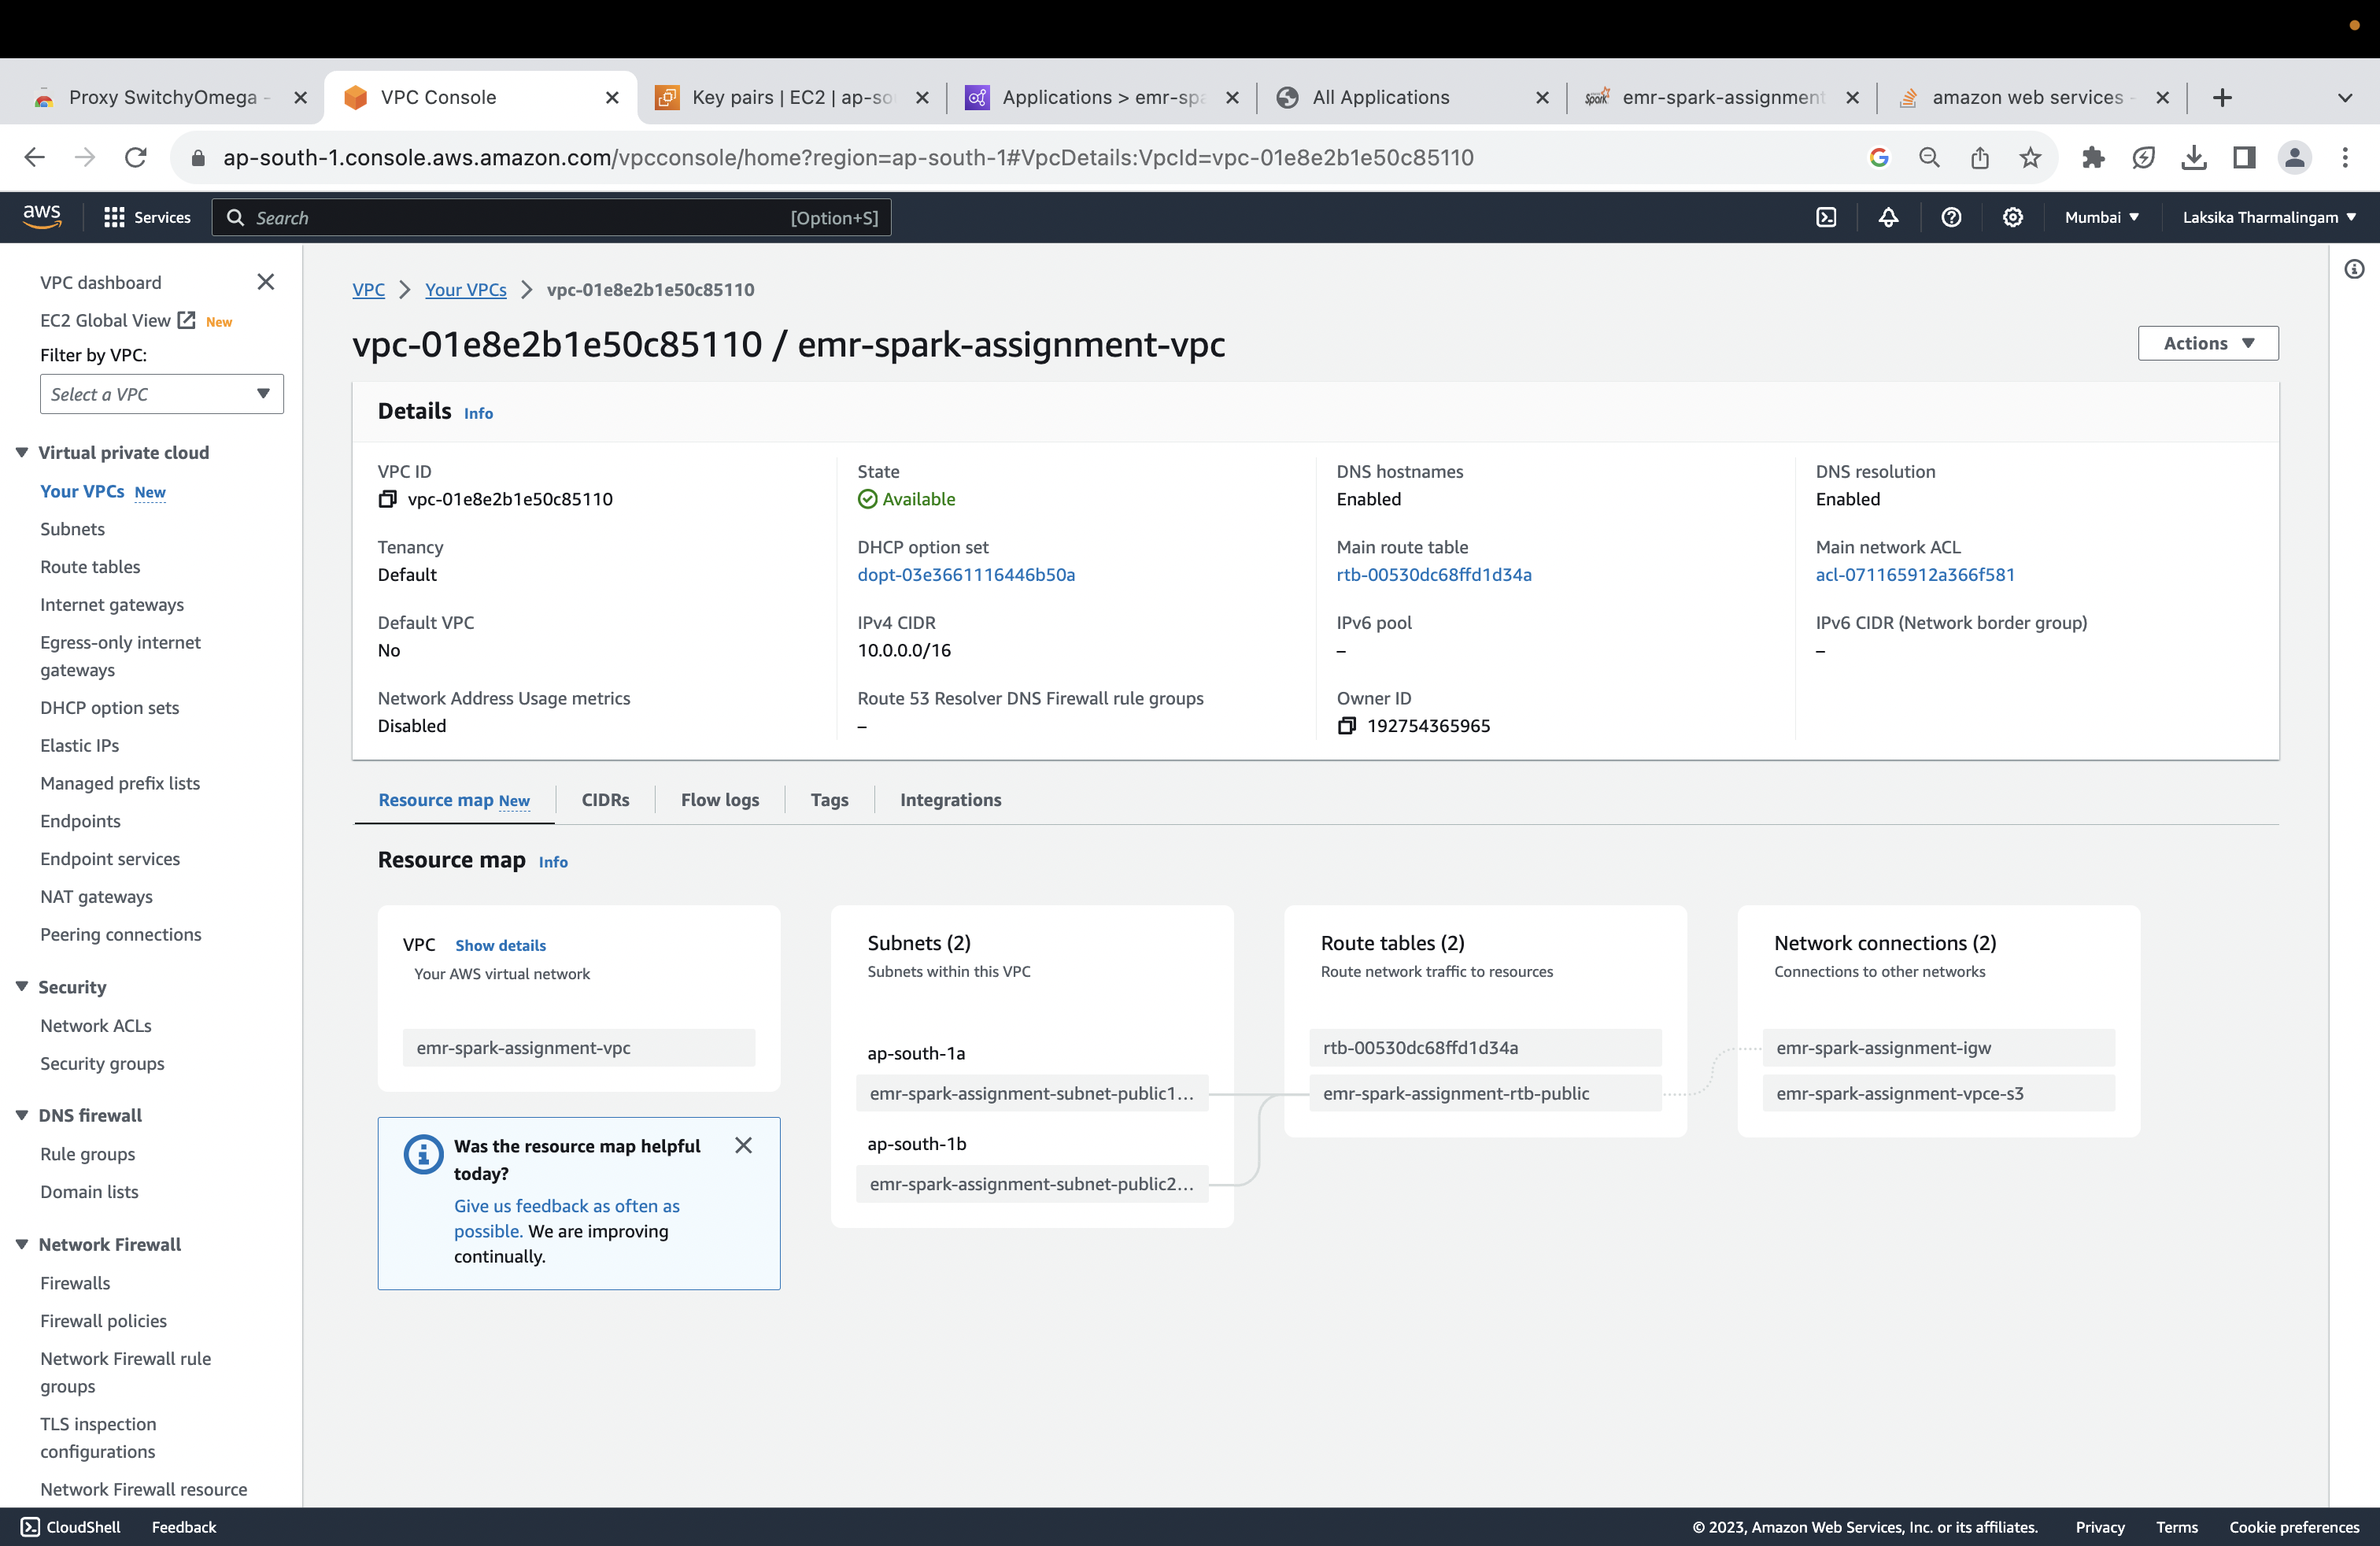 Proxy SwitchyOmega -
VPC Console
Key pairs | EC2 | ap-so
Applications > emr-spa
All Applications
Spark
emr-spark-assignment
amazon web services -
ap-south-1.console.aws.amazon.com/vpcconsole/home?region=ap-south-1#VpcDetails:VpcId=vpc-01e8e2b1e50c85110
aws
Services
Search
[Option+S]
Mumbai
Laksika Tharmalingam
VPC dashboard
EC2 Global View New
Filter by VPC:
Select a VPC
Virtual private cloud
Your VPCs New
Subnets
Route tables
Internet gateways
Egress-only internet
gateways
DHCP option sets
Elastic IPs
Managed prefix lists
Endpoints
Endpoint services
NAT gateways
Peering connections
Security
Network ACLs
Security groups
DNS firewall
Rule groups
Domain lists
Network Firewall
Firewalls
Firewall policies
Network Firewall rule
groups
TLS inspection
configurations
Network Firewall resource
VPC > Your VPCs > vpc-01e8e2b1e50c85110
vpc-01e8e2b1e50c85110 / emr-spark-assignment-vpc
Actions
Details Info
VPC ID
vpc-01e8e2b1e50c85110
State
Available
DNS hostnames
Enabled
DNS resolution
Enabled
Tenancy
Default
DHCP option set
dopt-03e3661116446b50a
Main route table
rtb-00530dc68ffd1d34a
Main network ACL
acl-071165912a366f581
Default VPC
No
IPv4 CIDR
10.0.0.0/16
IPv6 pool
–
IPv6 CIDR (Network border group)
–
Network Address Usage metrics
Disabled
Route 53 Resolver DNS Firewall rule groups
–
Owner ID
192754365965
Resource map New
CIDRs
Flow logs
Tags
Integrations
Resource map Info
VPC Show details
Your AWS virtual network
emr-spark-assignment-vpc
Was the resource map helpful
today?
Give us feedback as often as
possible. We are improving
continually.
Subnets (2)
Subnets within this VPC
ap-south-1a
emr-spark-assignment-subnet-public1...
ap-south-1b
emr-spark-assignment-subnet-public2...
Route tables (2)
Route network traffic to resources
rtb-00530dc68ffd1d34a
emr-spark-assignment-rtb-public
Network connections (2)
Connections to other networks
emr-spark-assignment-igw
emr-spark-assignment-vpce-s3
CloudShell
Feedback
© 2023, Amazon Web Services, Inc. or its affiliates.
Privacy
Terms
Cookie preferences